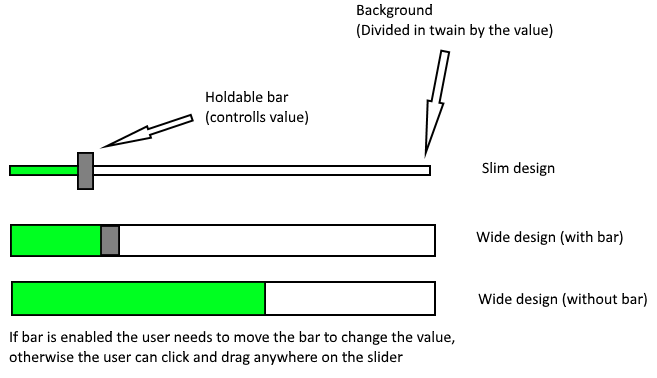 Background
(Divided in twain by the value)
Holdable bar
(controlls value)
Slim design
Wide design (with bar)
Wide design (without bar)
If bar is enabled the user needs to move the bar to change the value,
otherwise the user can click and drag anywhere on the slider